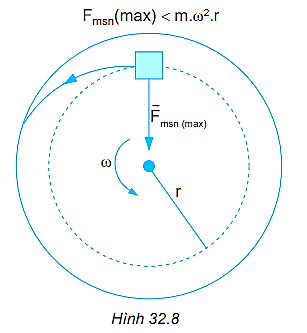 Fmsn(max) < m.ω².r
F⃗msn (max)
ω
r
Hình 32.8